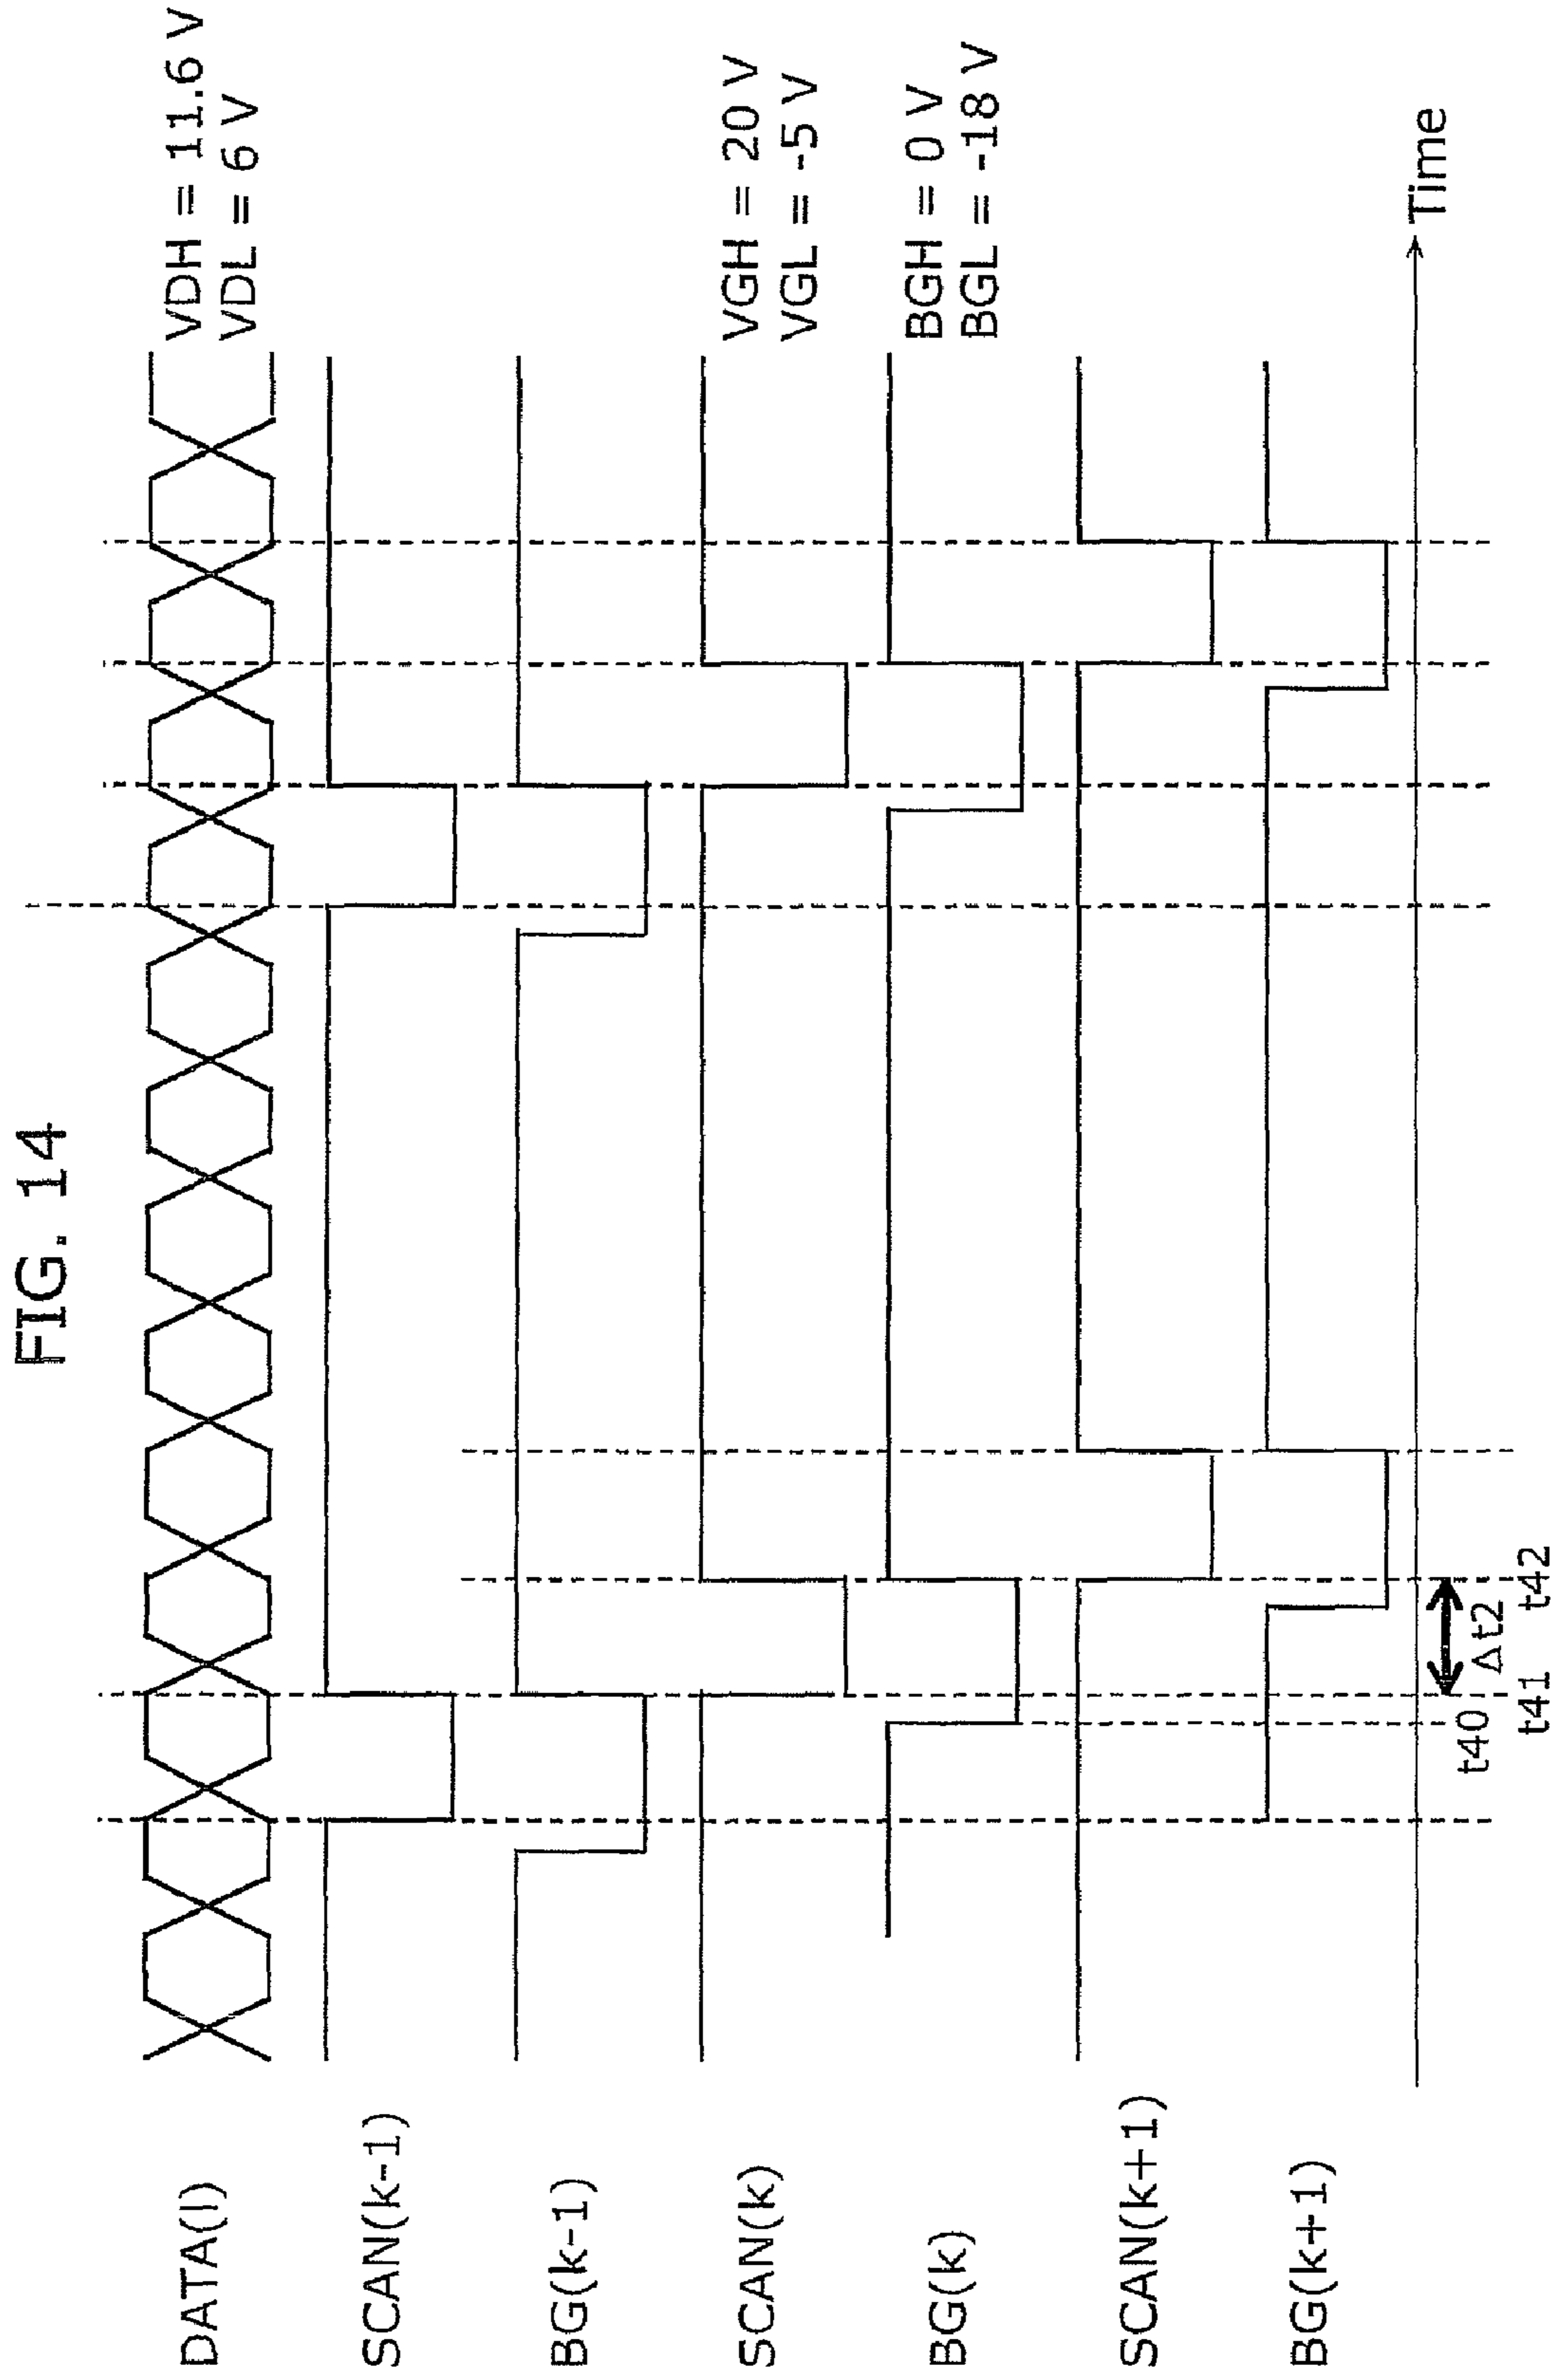 FIG. 14
DATA(l)
VDH = 11.6 V
VDL = 6 V
SCAN(k-1)
BG(k-1)
SCAN(k)
VGH = 20 V
VGL = -5 V
BG(k)
BGH = 0 V
BGL = -18 V
SCAN(k+1)
BG(k+1)
Time
t40
Δt2
t41
t42